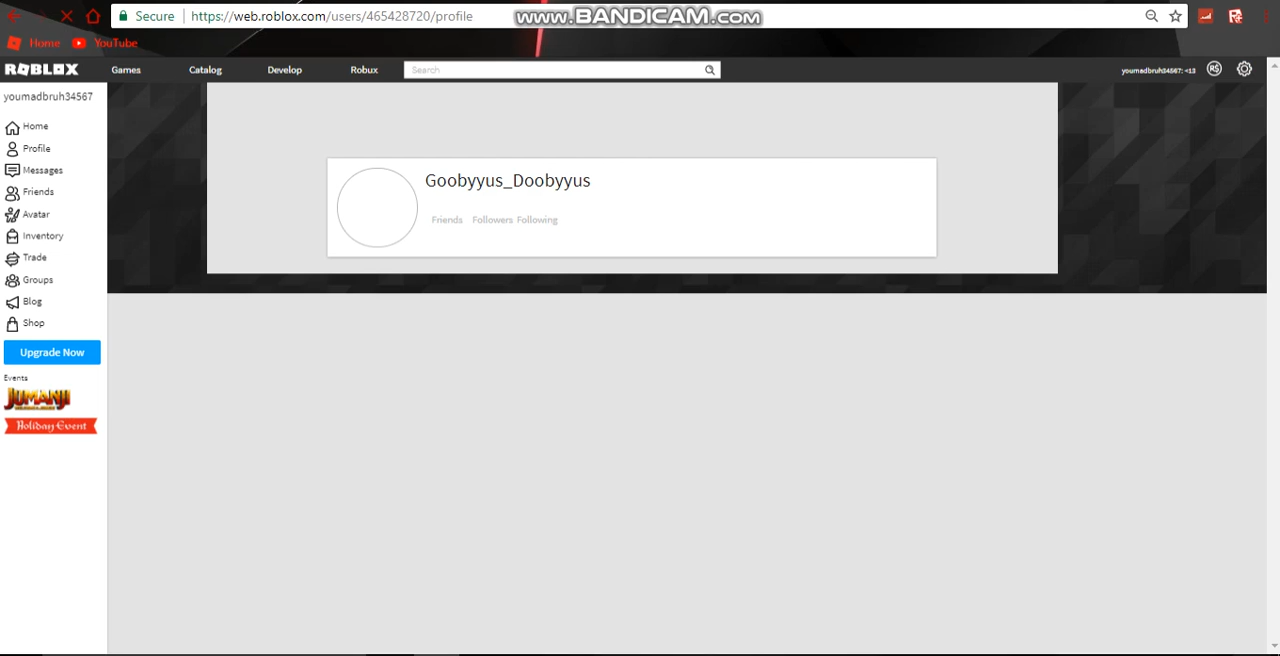 Secure https://web.roblox.com/users/465428720/profile
www.BANDICAM.com
Home YouTube
ROBLOX Games Catalog Develop Robux Search youmadbruh34567: <13 R$
youmadbruh34567
Home
Profile
Messages
Friends
Avatar
Inventory
Trade
Groups
Blog
Shop
Upgrade Now
Events
JUMANJI
Holiday Event
Goobyyus_Doobyyus
Friends Followers Following